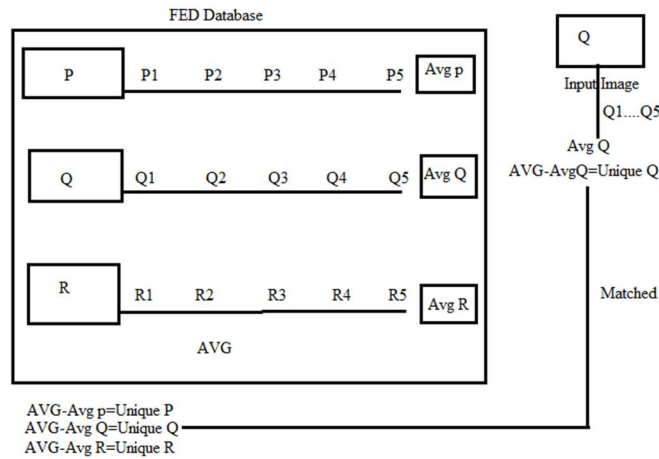 FED Database
P P1 P2 P3 P4 P5 Avg p
Q Q1 Q2 Q3 Q4 Q5 Avg Q
R R1 R2 R3 R4 R5 Avg R
AVG
AVG-Avg p=Unique P
AVG-Avg Q=Unique Q
AVG-Avg R=Unique R
Q
Input Image
Q1....Q5
Avg Q
AVG-AvgQ=Unique Q
Matched